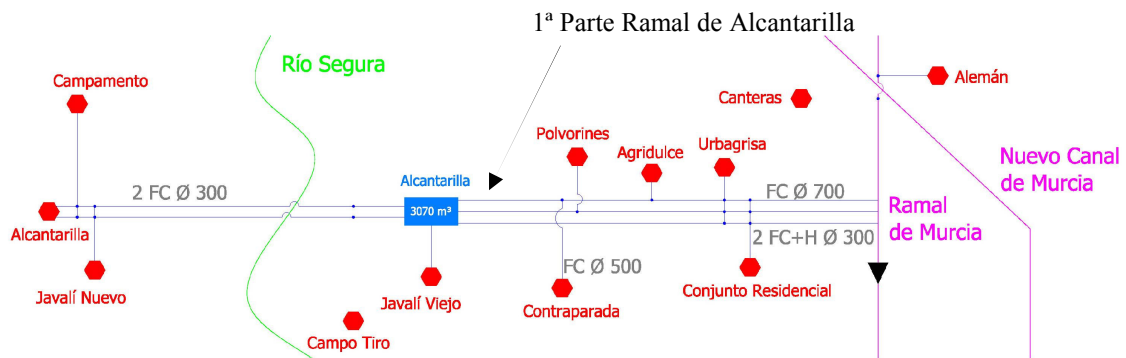 1ª Parte Ramal de Alcantarilla
Río Segura
Campamento
Alemán
Canteras
Polvorines
Agridulce
Urbagrisa
Nuevo Canal
de Murcia
2 FC Ø 300
Alcantarilla
FC Ø 700
3070 m³
Ramal
de Murcia
Alcantarilla
2 FC+H Ø 300
FC Ø 500
Javalí Nuevo
Javalí Viejo
Contraparada
Conjunto Residencial
Campo Tiro